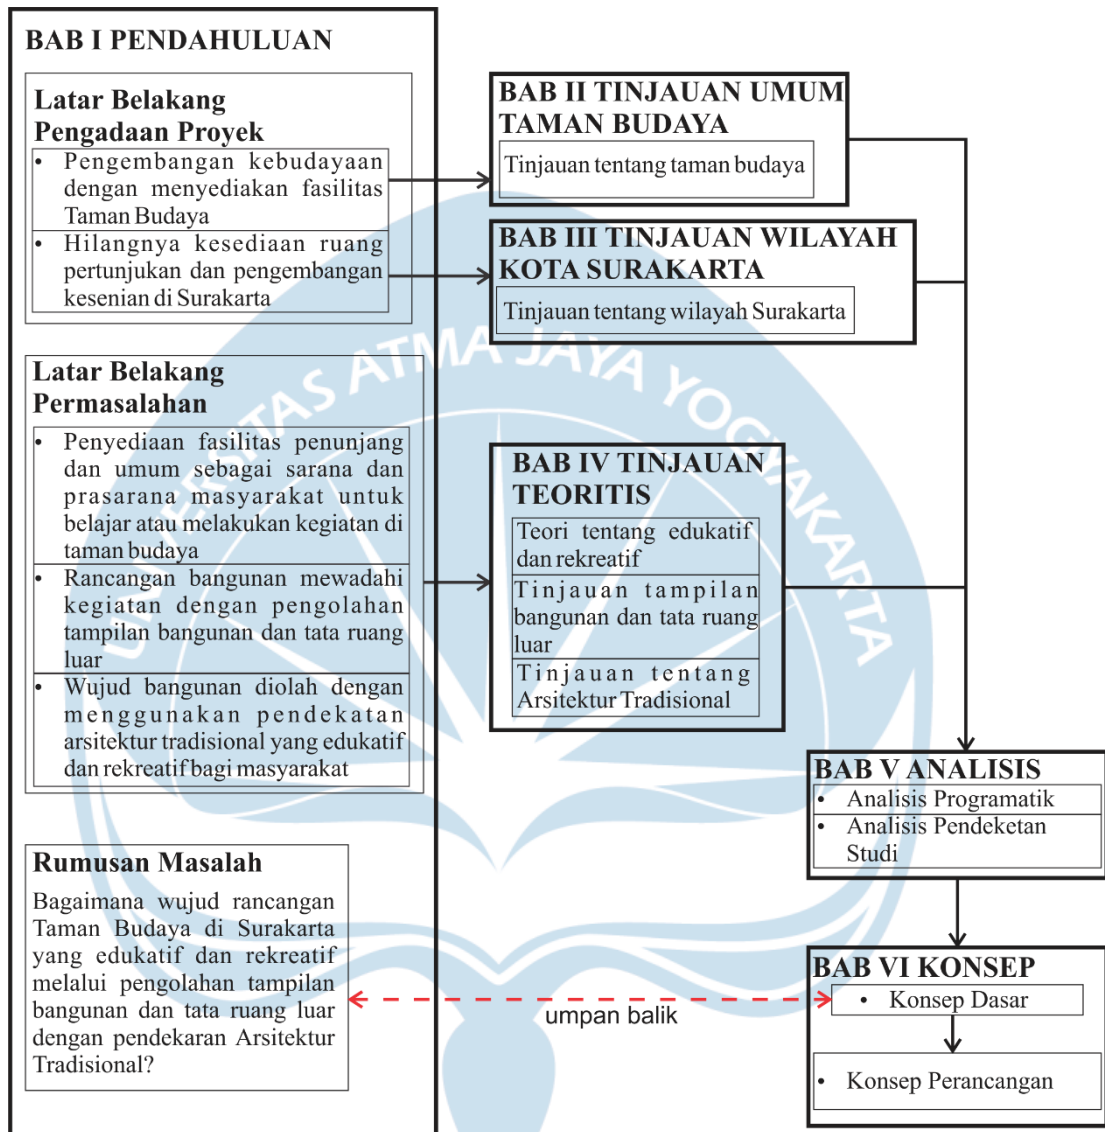 BAB I PENDAHULUAN
Latar Belakang
Pengadaan Proyek
• Pengembangan kebudayaan
dengan menyediakan fasilitas
Taman Budaya
• Hilangnya kesediaan ruang
pertunjukan dan pengembangan
kesenian di Surakarta
Latar Belakang
Permasalahan
• Penyediaan fasilitas penunjang
dan umum sebagai sarana dan
prasarana masyarakat untuk
belajar atau melakukan kegiatan di
taman budaya
• Rancangan bangunan mewadahi
kegiatan dengan pengolahan
tampilan bangunan dan tata ruang
luar
• Wujud bangunan diolah dengan
menggunakan pendekatan
arsitektur tradisional yang edukatif
dan rekreatif bagi masyarakat
Rumusan Masalah
Bagaimana wujud rancangan
Taman Budaya di Surakarta
yang edukatif dan rekreatif
melalui pengolahan tampilan
bangunan dan tata ruang luar
dengan pendekaran Arsitektur
Tradisional?
BAB II TINJAUAN UMUM
TAMAN BUDAYA
Tinjauan tentang taman budaya
BAB III TINJAUAN WILAYAH
KOTA SURAKARTA
Tinjauan tentang wilayah Surakarta
BAB IV TINJAUAN
TEORITIS
Teori tentang edukatif
dan rekreatif
Tinjauan tampilan
bangunan dan tata ruang
luar
Tinjauan tentang
Arsitektur Tradisional
BAB V ANALISIS
• Analisis Programatik
• Analisis Pendeketan
Studi
BAB VI KONSEP
• Konsep Dasar
• Konsep Perancangan
umpan balik
UNIVERSITAS ATMA JAYA YOGYAKARTA